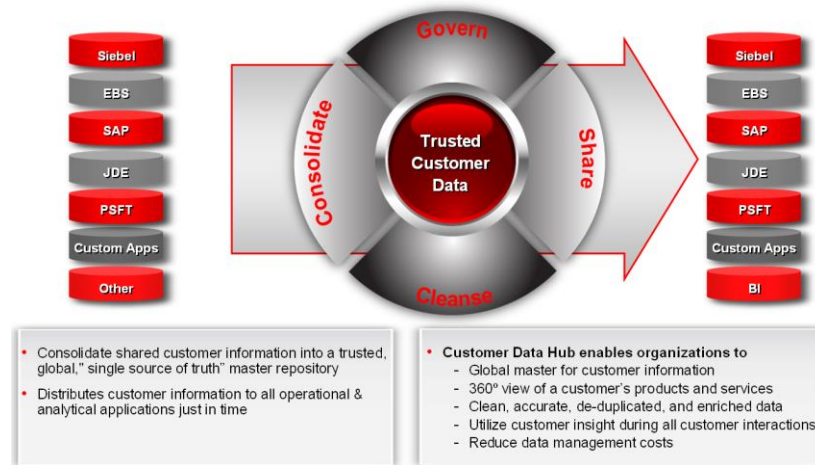 Siebel
EBS
SAP
JDE
PSFT
Custom Apps
Other
Govern
Consolidate
Trusted
Customer
Data
Share
Cleanse
Siebel
EBS
SAP
JDE
PSFT
Custom Apps
BI
• Consolidate shared customer information into a trusted,
global," single source of truth" master repository
• Distributes customer information to all operational &
analytical applications just in time
• Customer Data Hub enables organizations to
- Global master for customer information
- 360º view of a customer's products and services
- Clean, accurate, de-duplicated, and enriched data
- Utilize customer insight during all customer interactions
- Reduce data management costs